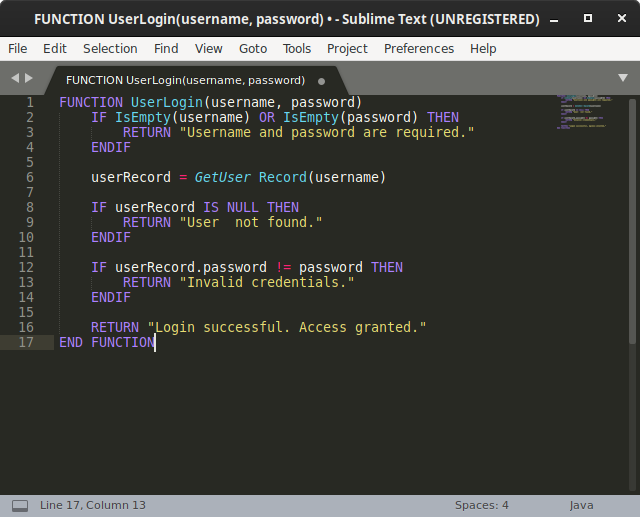 FUNCTION UserLogin(username, password) • - Sublime Text (UNREGISTERED)
File Edit Selection Find View Goto Tools Project Preferences Help
FUNCTION UserLogin(username, password)
1 FUNCTION UserLogin(username, password)
2 IF IsEmpty(username) OR IsEmpty(password) THEN
3 RETURN "Username and password are required."
4 ENDIF
5
6 userRecord = GetUser Record(username)
7
8 IF userRecord IS NULL THEN
9 RETURN "User  not found."
10 ENDIF
11
12 IF userRecord.password != password THEN
13 RETURN "Invalid credentials."
14 ENDIF
15
16 RETURN "Login successful. Access granted."
17 END FUNCTION
Line 17, Column 13 Spaces: 4 Java